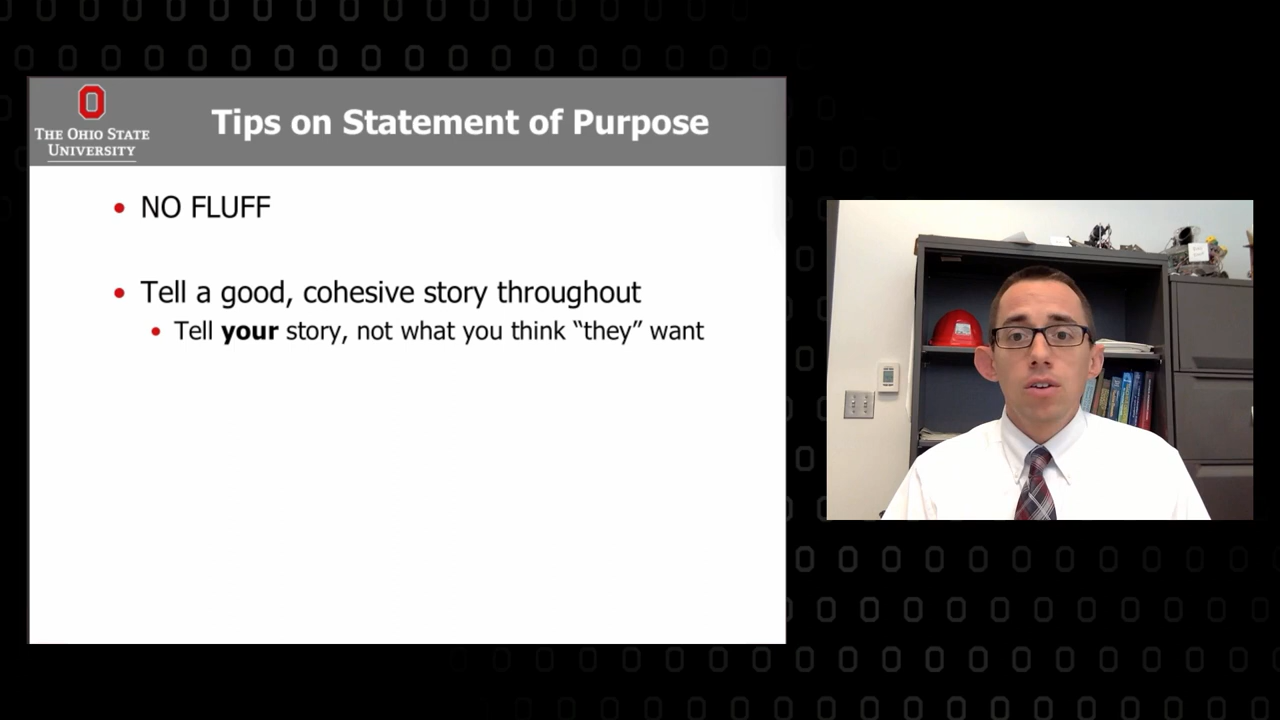 THE OHIO STATE
UNIVERSITY
Tips on Statement of Purpose
NO FLUFF
Tell a good, cohesive story throughout
Tell your story, not what you think “they” want